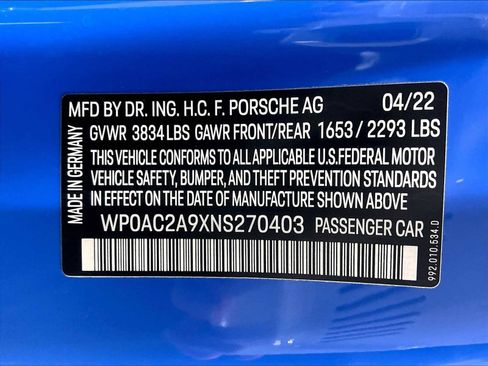 MFD BY DR. ING. H.C. F. PORSCHE AG 04/22
GVWR 3834 LBS GAWR FRONT/REAR 1653 / 2293 LBS
THIS VEHICLE CONFORMS TO ALL APPLICABLE U.S.FEDERAL MOTOR
VEHICLE SAFETY, BUMPER, AND THEFT PREVENTION STANDARDS
IN EFFECT ON THE DATE OF MANUFACTURE SHOWN ABOVE.
WP0AC2A9XNS270403 PASSENGER CAR
MADE IN GERMANY
992.010.534.D